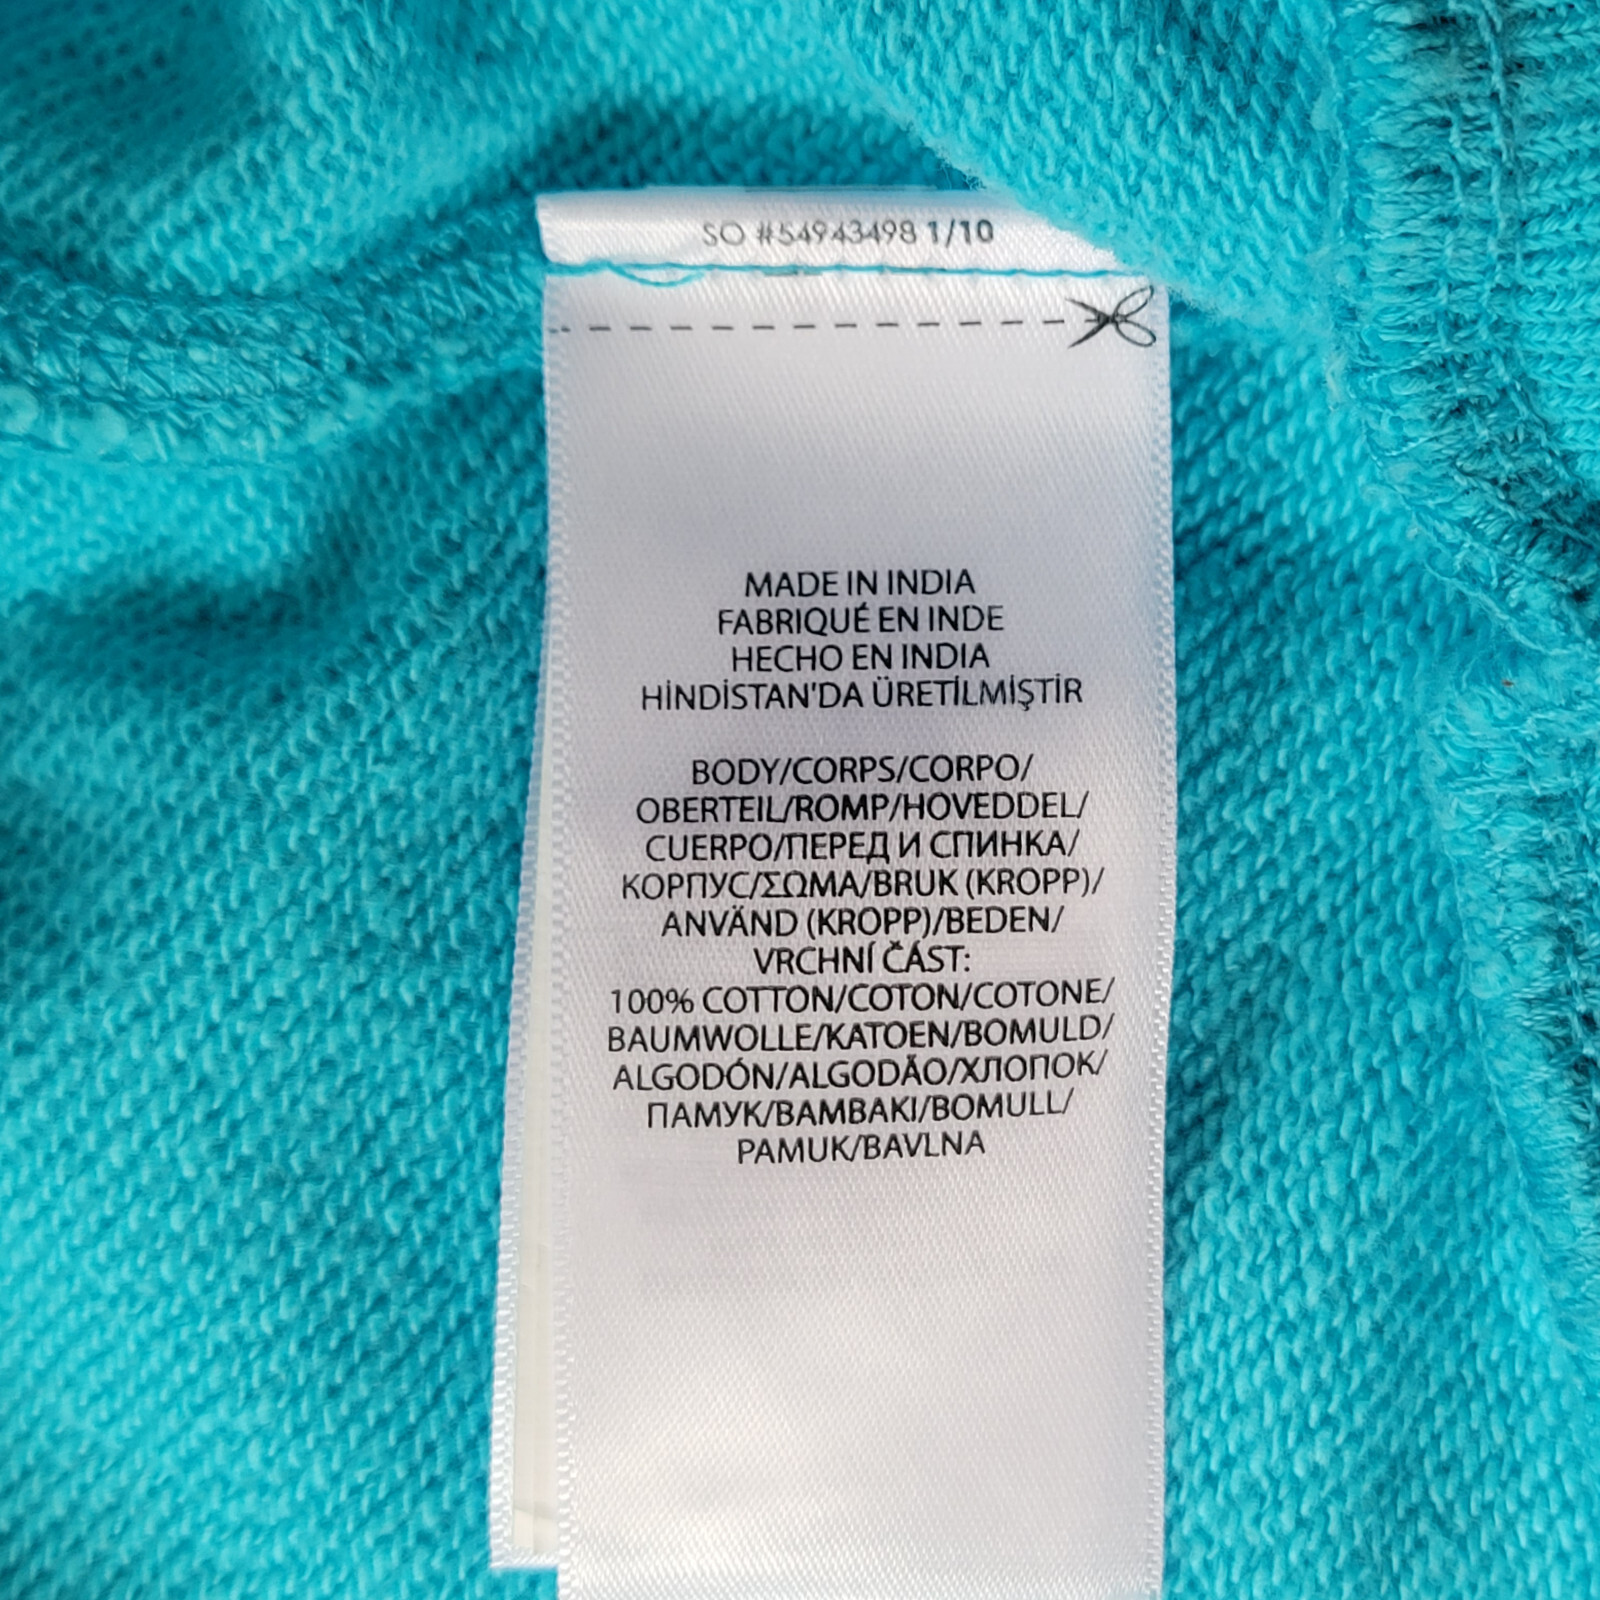 SO #54943498 1/10
MADE IN INDIA
FABRIQUÉ EN INDE
HECHO EN INDIA
HİNDİSTAN'DA ÜRETİLMİŞTİR
BODY/CORPS/CORPO/
OBERTEIL/ROMP/HOVEDDEL/
CUERPO/ПЕРЕД И СПИНКА/
КОРПУС/ΣΩΜΑ/BRUK (KROPP)/
ANVÄND (KROPP)/BEDEN/
VRCHNÍ ČÁST:
100% COTTON/COTON/COTONE/
BAUMWOLLE/KATOEN/BOMULD/
ALGODÓN/ALGODÃO/ХЛОПОК/
ПАМУК/BAMBAKI/BOMULL/
PAMUK/BAVLNA